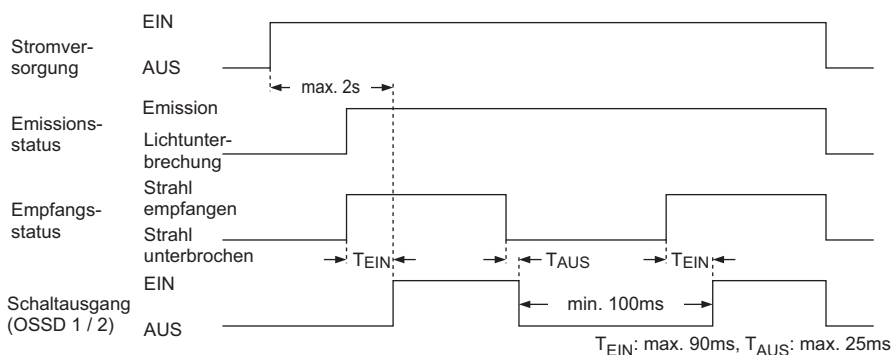 EIN
Stromver-
sorgung
AUS
max. 2s
Emission
Emissions-
status
Lichtunter-
brechung
Strahl
empfangen
Empfangs-
status
Strahl
unterbrochen
TEIN
TAUS
TEIN
EIN
Schaltausgang
(OSSD 1 / 2)
AUS
min. 100ms
TEIN: max. 90ms, TAUS: max. 25ms